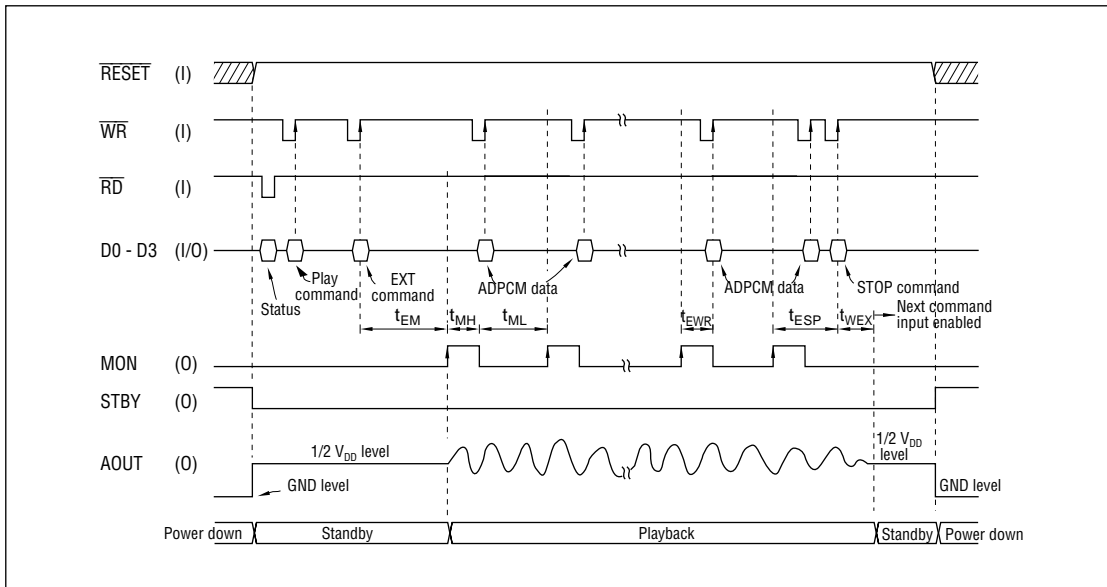 RESET (I)
WR (I)
RD (I)
D0 - D3 (I/O)
Status
Play
command
EXT
command
ADPCM data
ADPCM data
STOP command
Next command
input enabled
tEM
tMH
tML
tEWR
tESP
tWEX
MON (O)
STBY (O)
AOUT (O)
1/2 VDD level
GND level
1/2 VDD
level
GND level
Power down
Standby
Playback
Standby
Power down